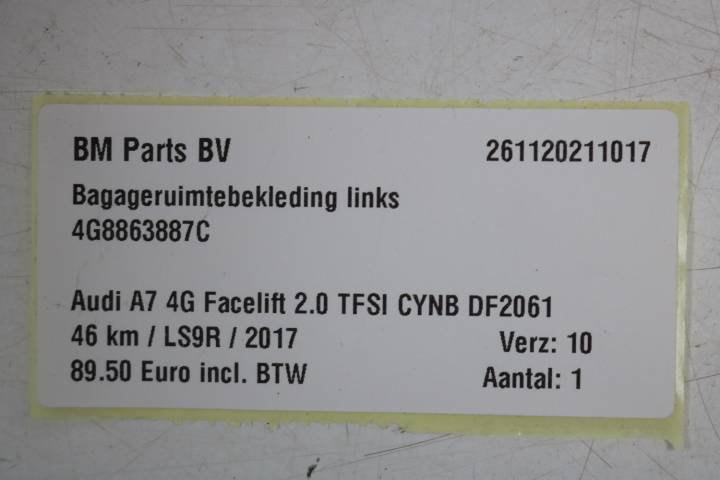 BM Parts BV 261120211017
Bagageruimtebekleding links
4G8863887C
Audi A7 4G Facelift 2.0 TFSI CYNB DF2061
46 km / LS9R / 2017 Verz: 10
89.50 Euro incl. BTW Aantal: 1